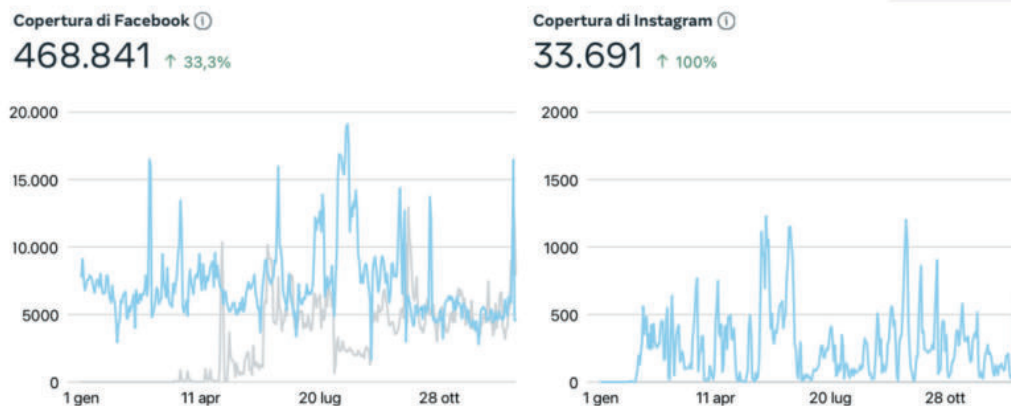 Copertura di Facebook
468.841 ↑ 33,3%
20.000
15.000
10.000
5000
0
1 gen 11 apr 20 lug 28 ott
Copertura di Instagram
33.691 ↑ 100%
2000
1500
1000
500
0
1 gen 11 apr 20 lug 28 ott